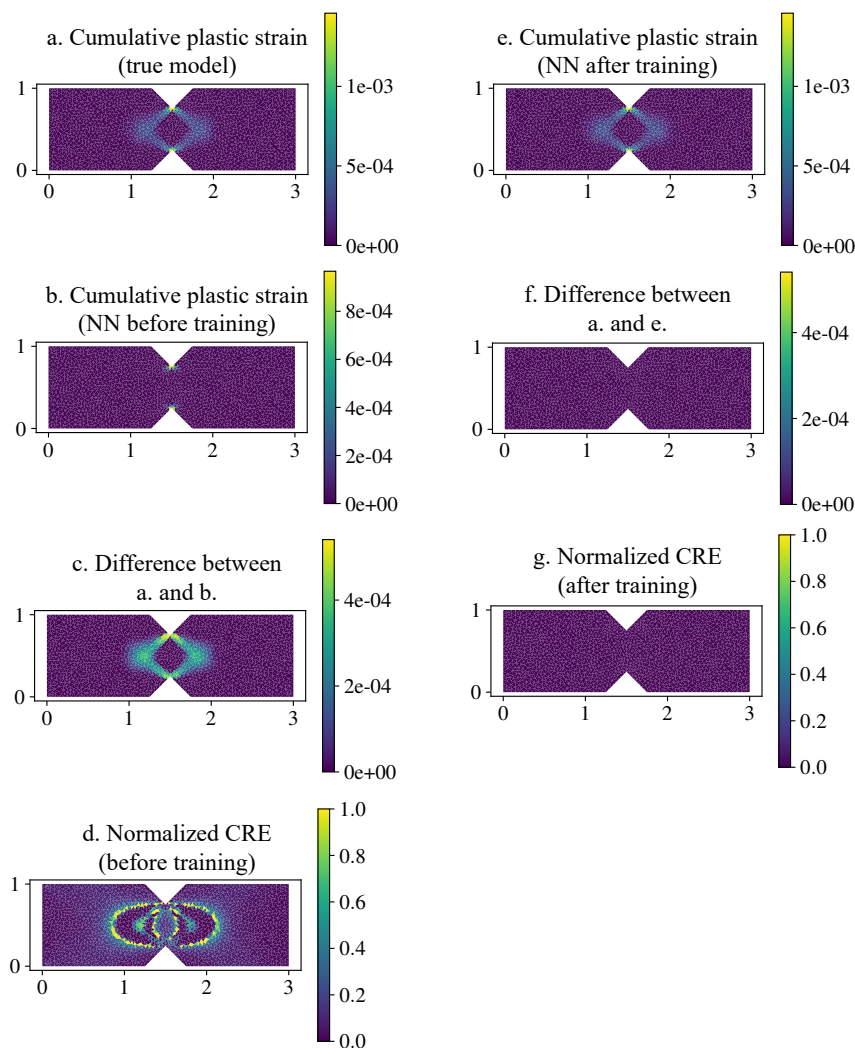 a. Cumulative plastic strain
(true model)
1e-03
5e-04
0e+00
1
0
0 1 2 3
b. Cumulative plastic strain
(NN before training)
8e-04
6e-04
4e-04
2e-04
0e+00
1
0
0 1 2 3
c. Difference between
a. and b.
4e-04
2e-04
0e+00
1
0
0 1 2 3
d. Normalized CRE
(before training)
1.0
0.8
0.6
0.4
0.2
0.0
1
0
0 1 2 3
e. Cumulative plastic strain
(NN after training)
1e-03
5e-04
0e+00
1
0
0 1 2 3
f. Difference between
a. and e.
4e-04
2e-04
0e+00
1
0
0 1 2 3
g. Normalized CRE
(after training)
1.0
0.8
0.6
0.4
0.2
0.0
1
0
0 1 2 3